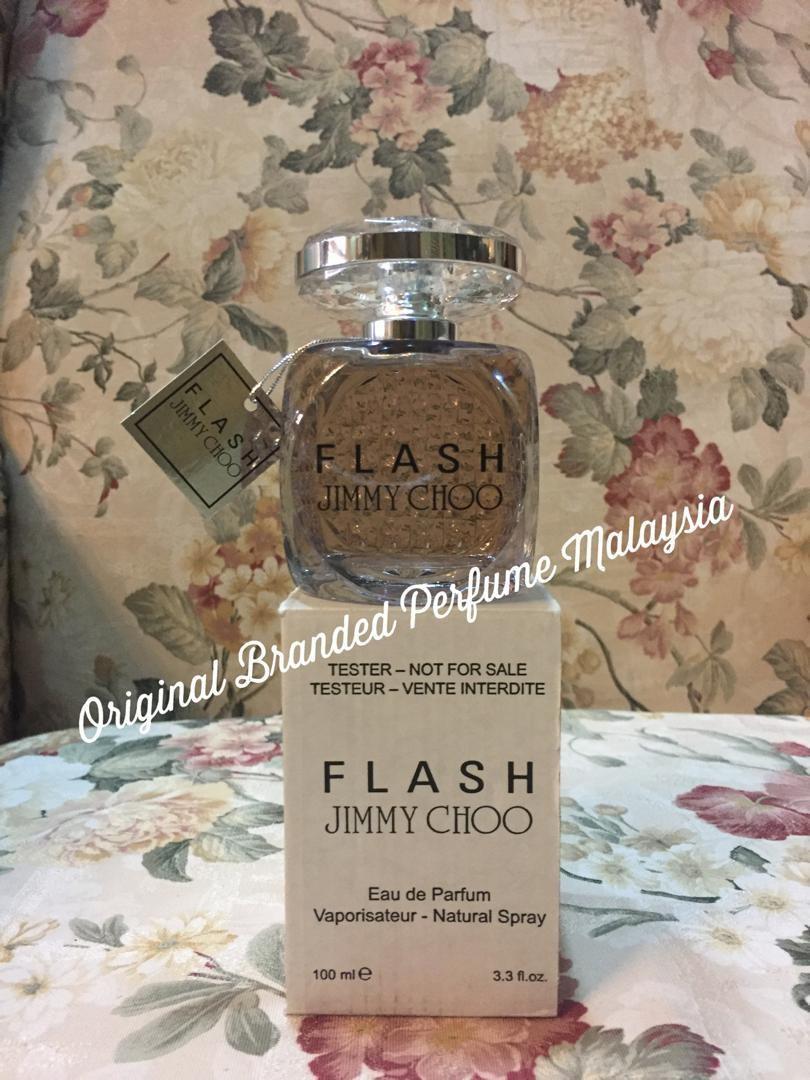 FLASH
JIMMY CHOO
FLASH
JIMMY CHOO
Original Branded Perfume Malaysia
TESTER – NOT FOR SALE
TESTEUR – VENTE INTERDITE
FLASH
JIMMY CHOO
Eau de Parfum
Vaporisateur - Natural Spray
100 ml e
3.3 fl.oz.